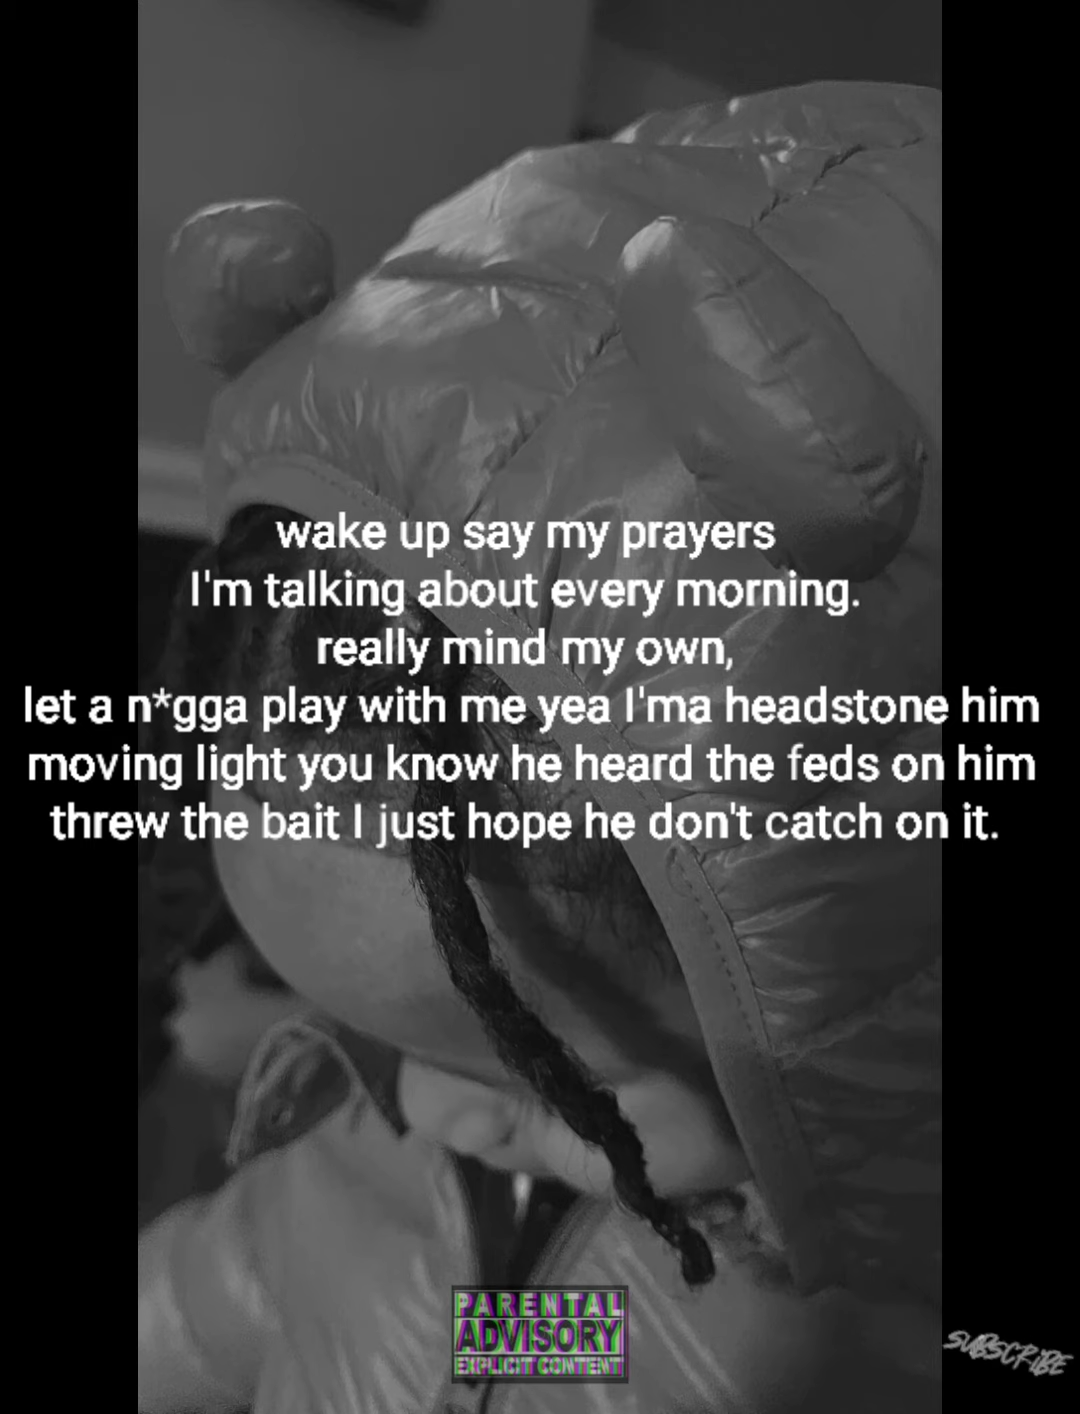 wake up say my prayers
I'm talking about every morning.
really mind my own,
let a n*gga play with me yea I'ma headstone him
moving light you know he heard the feds on him
threw the bait I just hope he don't catch on it.
PARENTAL
ADVISORY
EXPLICIT CONTENT
SUBSCRIBE